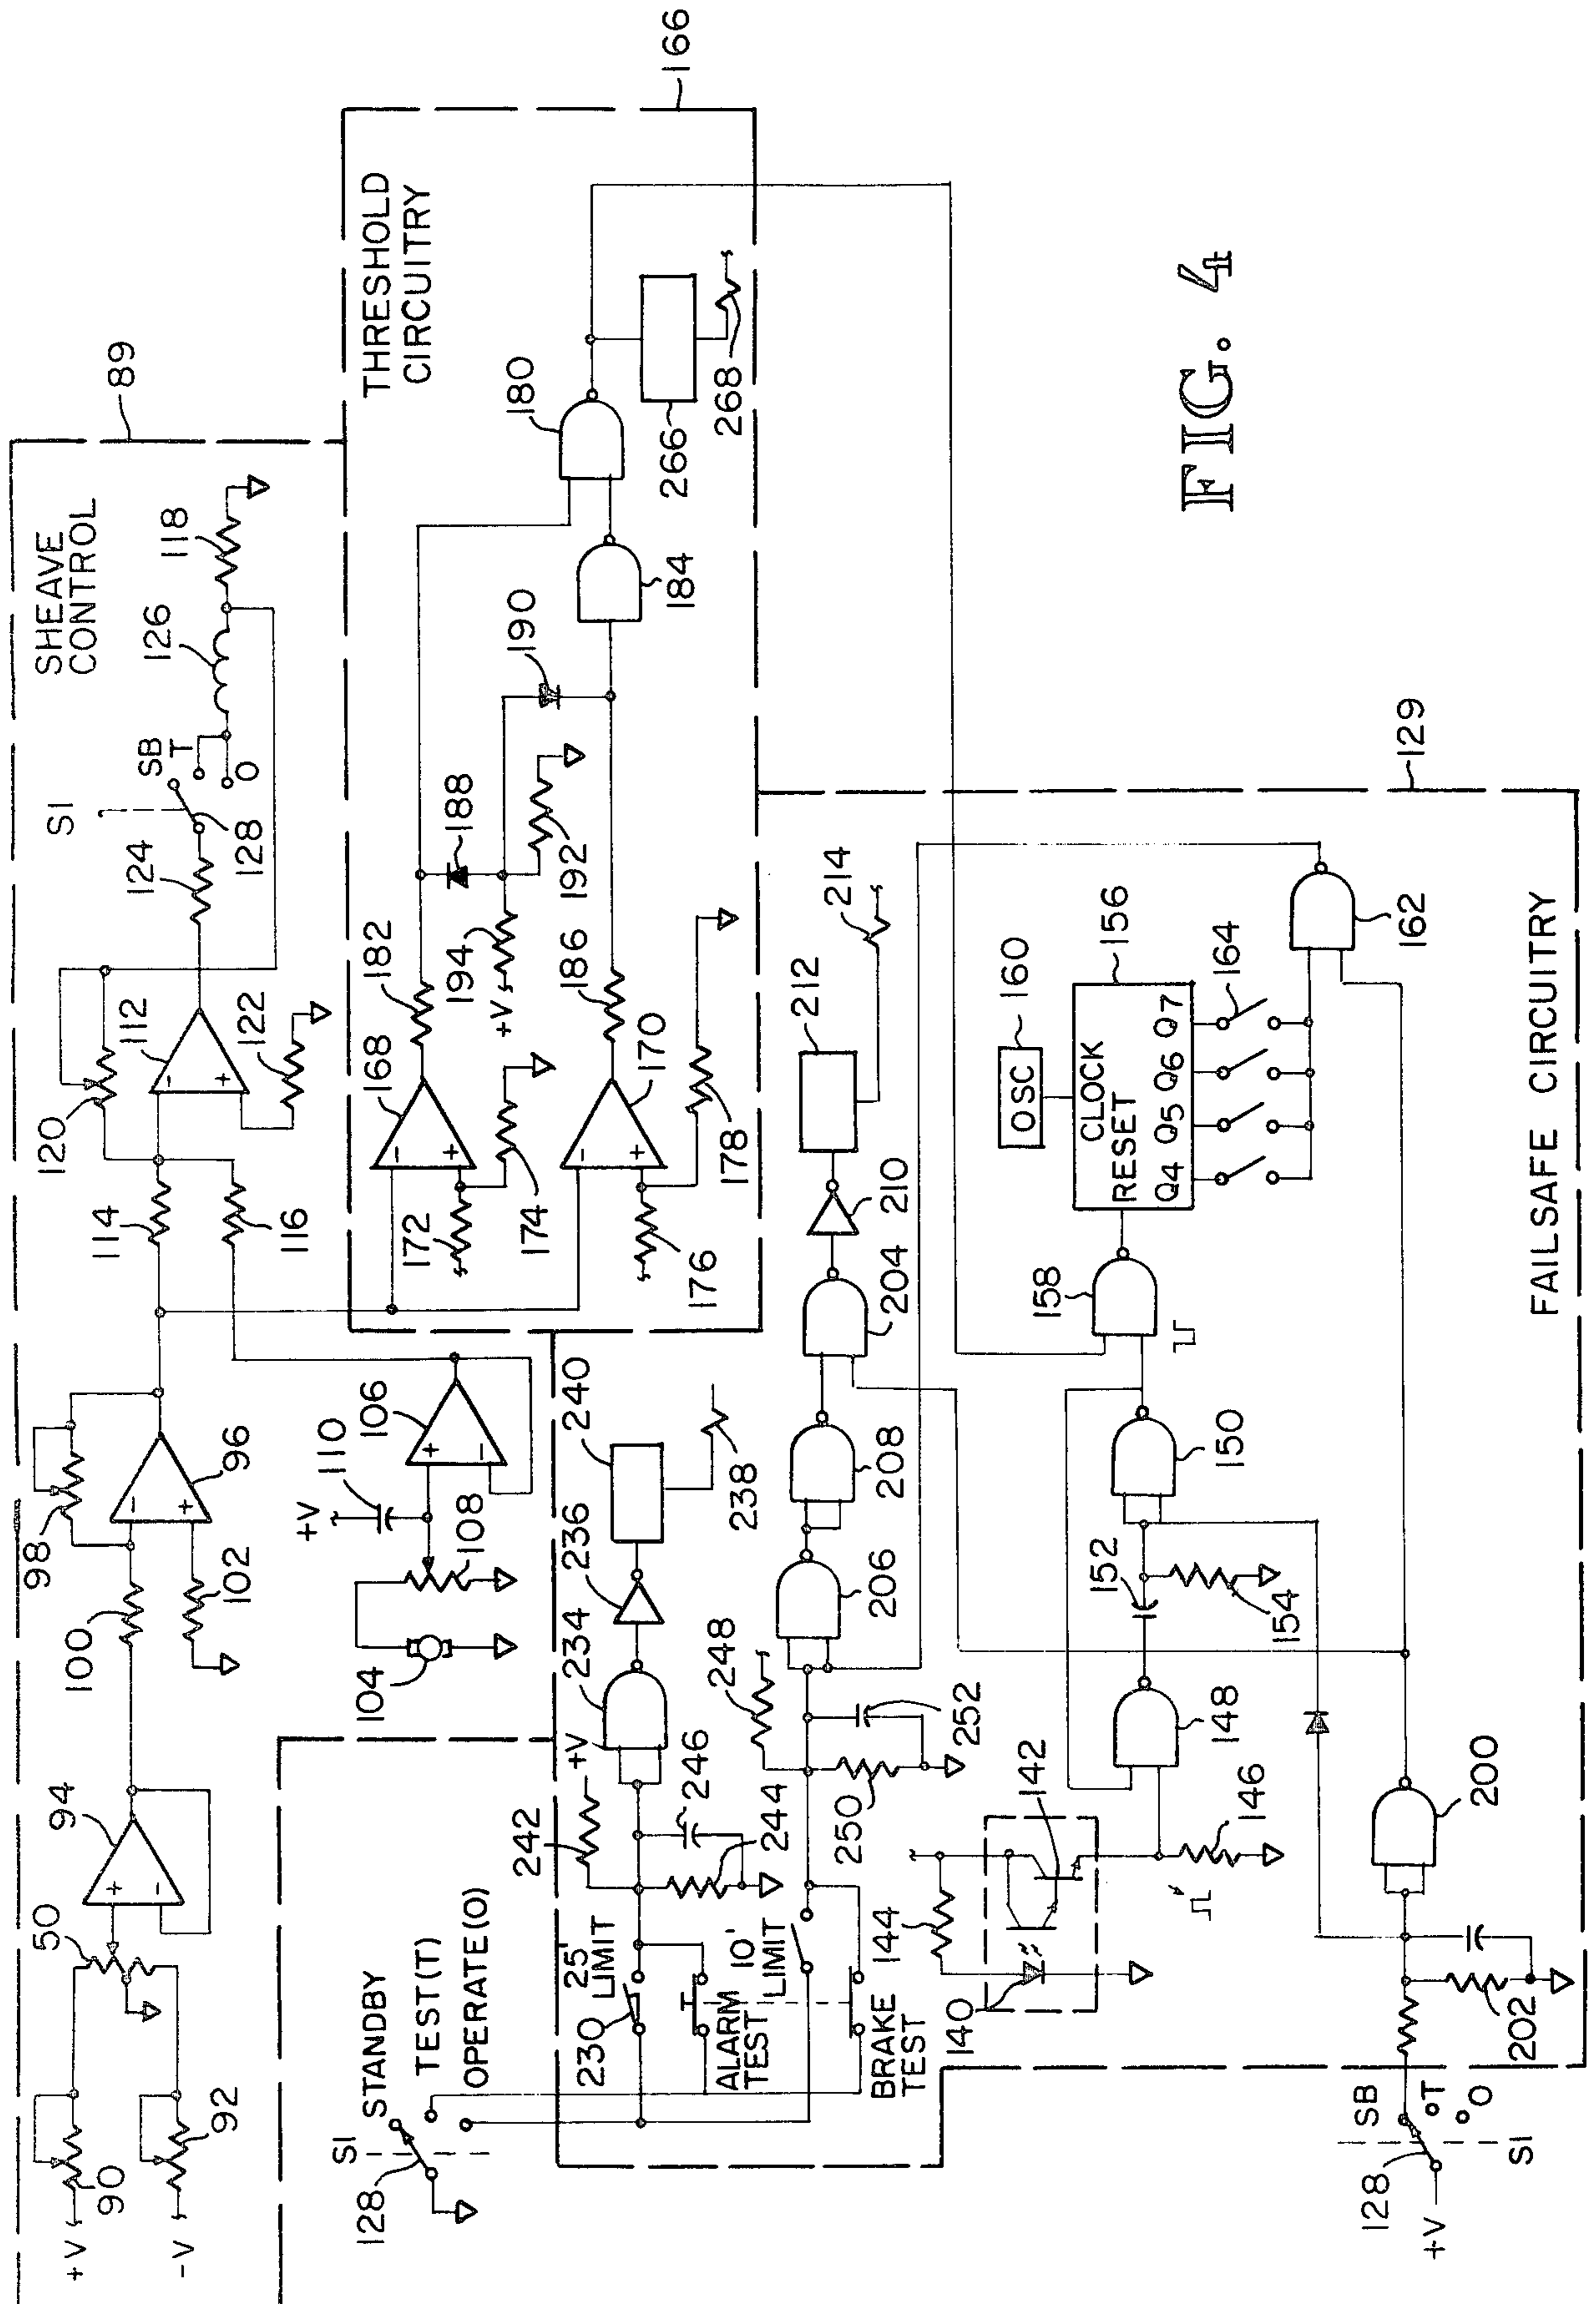 89
SHEAVE
CONTROL
+V
90
-V
92
50
94
100
98
102
96
104
+V
110
108
106
114
116
120
112
122
124
S1
128
SB
T
O
126
118
166
THRESHOLD
CIRCUITRY
168
182
172
174
170
176
178
186
194
+V
188
192
190
184
180
266
268
S1
128
STANDBY
TEST(T)
OPERATE(O)
230
25'
LIMIT
ALARM
TEST
10'
LIMIT
BRAKE
TEST
242
+V
246
244
234
236
240
238
248
250
252
206
208
204
210
212
214
140
144
142
146
148
152
154
150
158
OSC
160
CLOCK
RESET
Q4 Q5 Q6 Q7
156
164
162
+V
128
SB
T
O
S1
202
200
129
FAILSAFE CIRCUITRY
FIG. 4